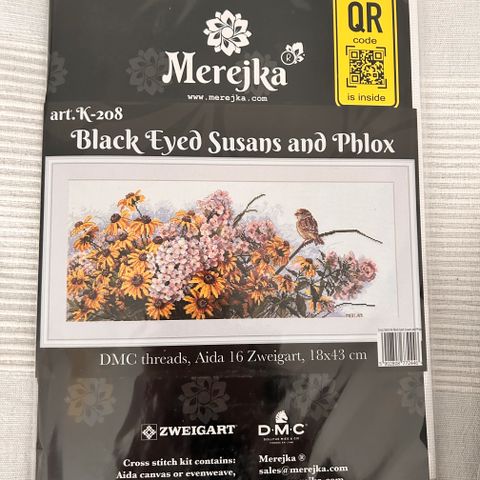 QR
code
is inside
Merejka ®
www.merejka.com
art.K-208
Black Eyed Susans and Phlox
DMC threads, Aida 16 Zweigart, 18x43 cm
ZWEIGART
D·M·C
Cross stitch kit contains:
Aida canvas or evenweave,
Merejka ®
sales@merejka.com